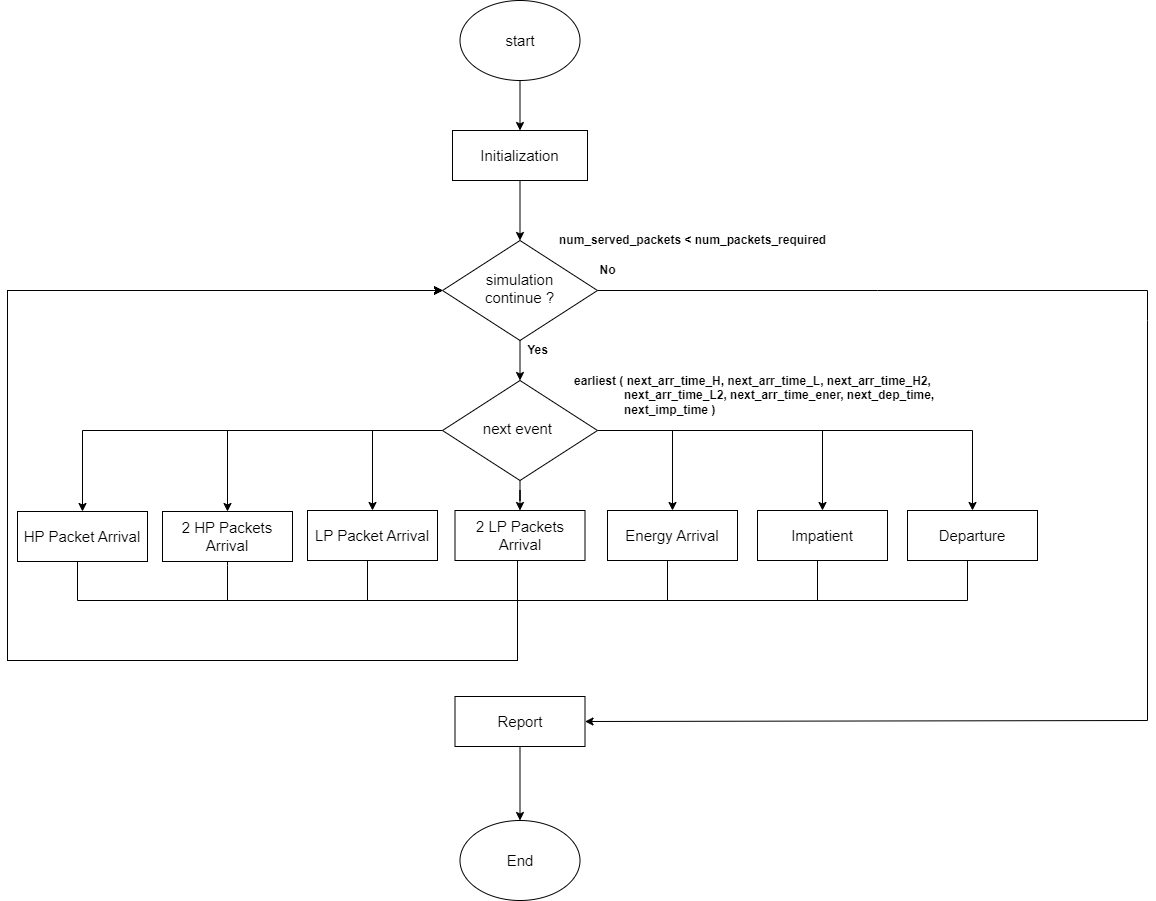 start
Initialization
num_served_packets < num_packets_required
No
simulation
continue ?
Yes
earliest ( next_arr_time_H, next_arr_time_L, next_arr_time_H2,
next_arr_time_L2, next_arr_time_ener, next_dep_time,
next_imp_time )
next event
HP Packet Arrival
2 HP Packets
Arrival
LP Packet Arrival
2 LP Packets
Arrival
Energy Arrival
Impatient
Departure
Report
End